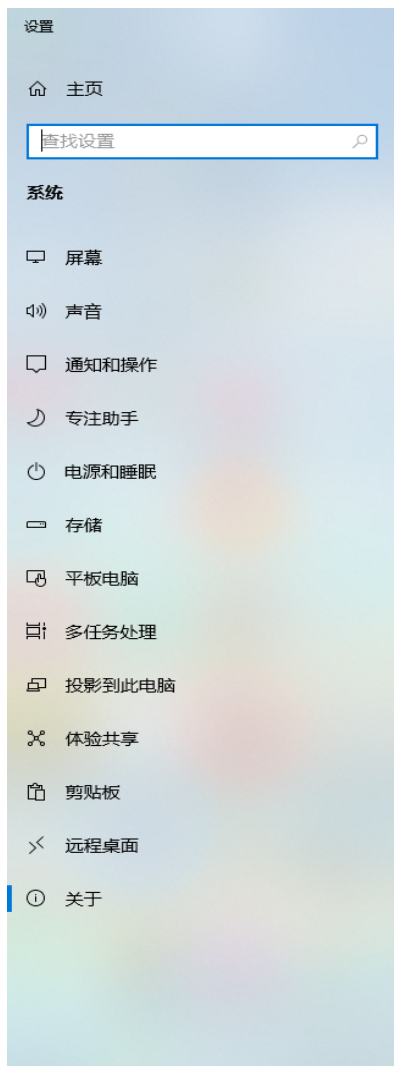 设置
主页
查找设置
系统
屏幕
声音
通知和操作
专注助手
电源和睡眠
存储
平板电脑
多任务处理
投影到此电脑
体验共享
剪贴板
远程桌面
关于